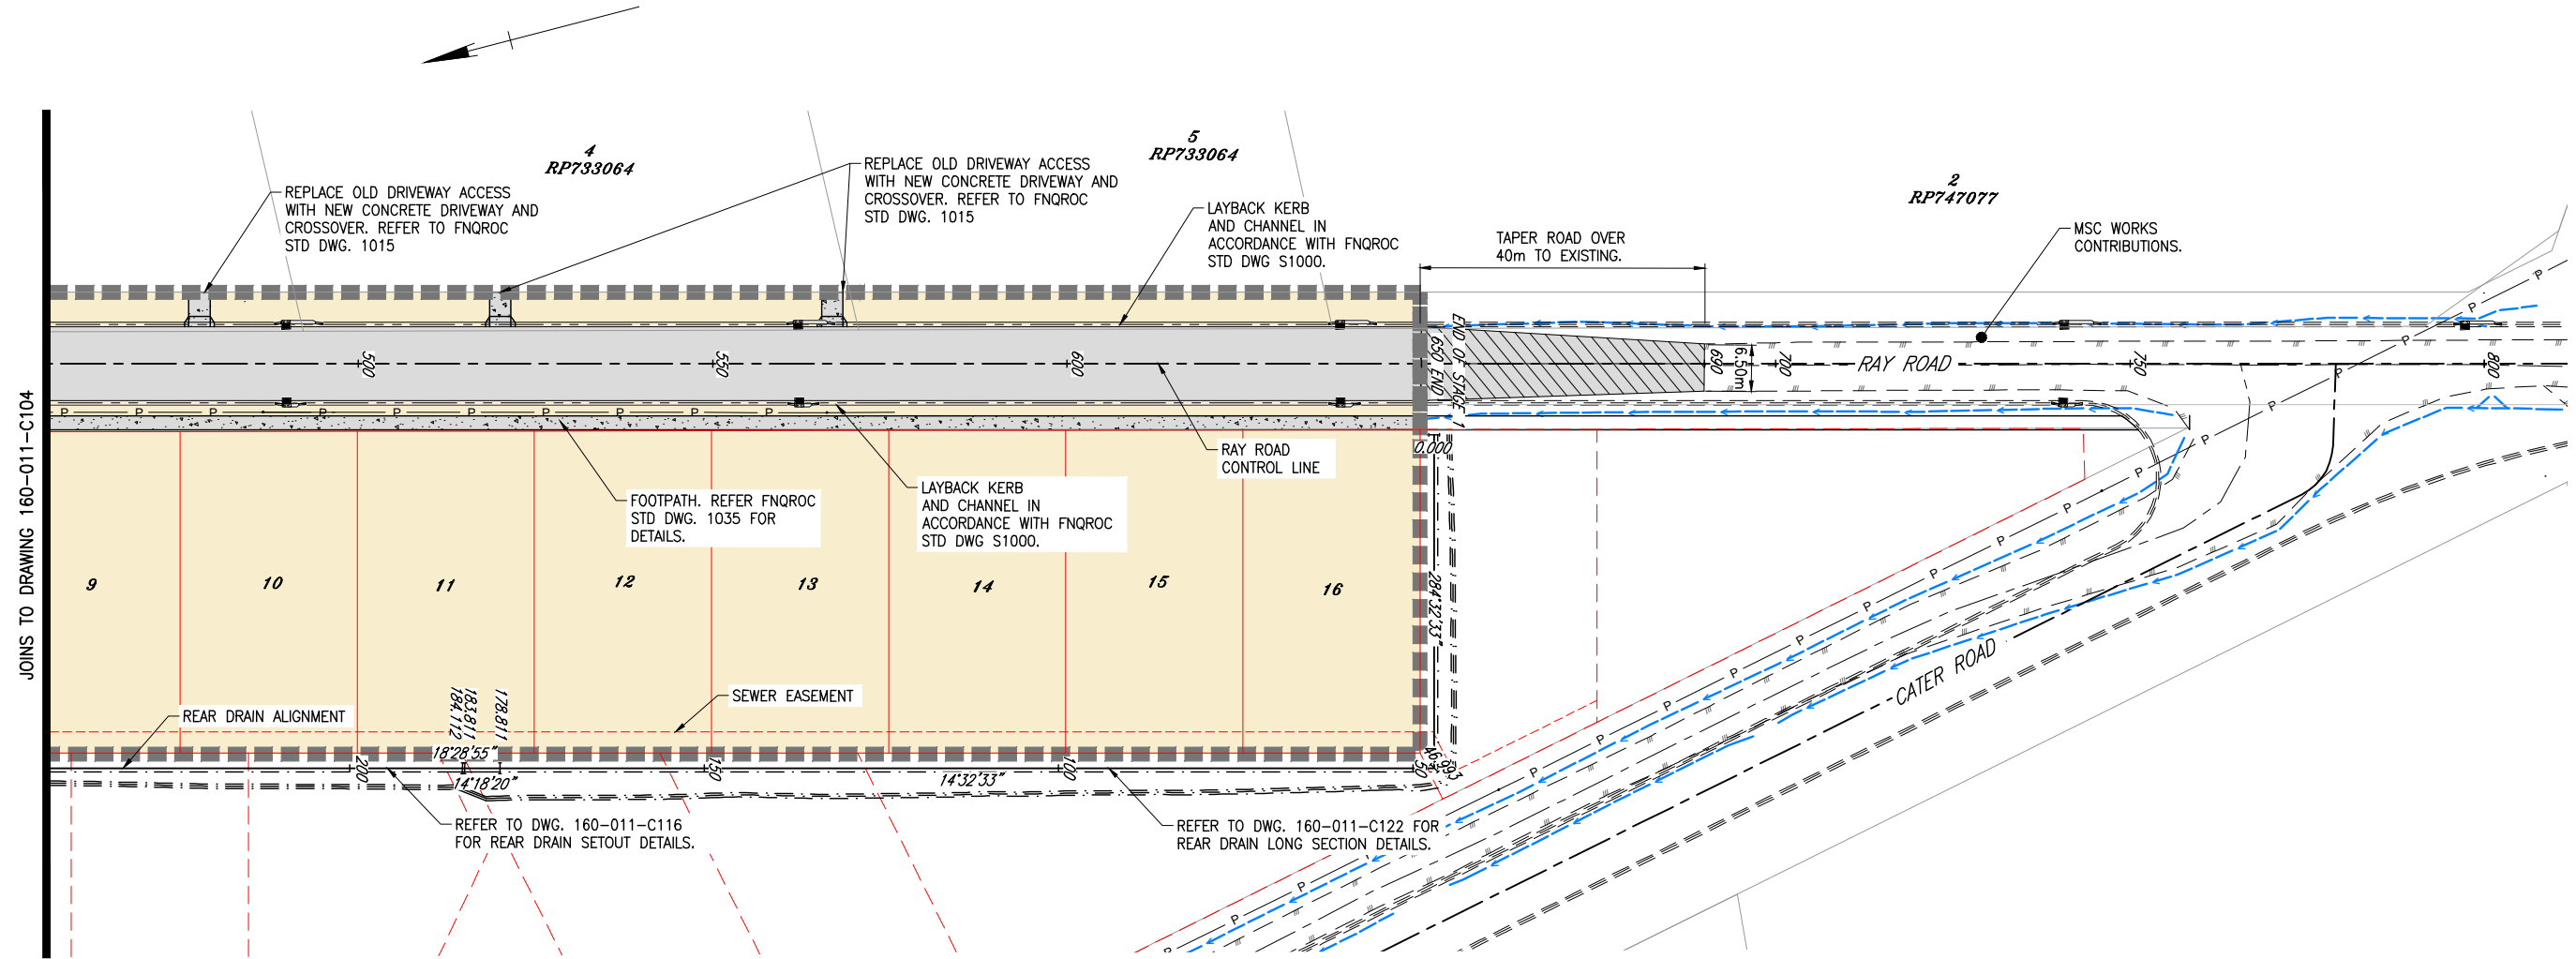 4
RP733064
5
RP733064
2
RP747077
REPLACE OLD DRIVEWAY ACCESS
WITH NEW CONCRETE DRIVEWAY AND
CROSSOVER. REFER TO FNQROC
STD DWG. 1015
REPLACE OLD DRIVEWAY ACCESS
WITH NEW CONCRETE DRIVEWAY AND
CROSSOVER. REFER TO FNQROC
STD DWG. 1015
LAYBACK KERB
AND CHANNEL IN
ACCORDANCE WITH FNQROC
STD DWG S1000.
TAPER ROAD OVER
40m TO EXISTING.
MSC WORKS
CONTRIBUTIONS.
500
550
600
650 END
END OF STAGE 1
690
6.50m
700
RAY ROAD
750
800
P P P P P P P P P P P
JOINS TO DRAWING 160-011-C104
0.000
RAY ROAD
CONTROL LINE
FOOTPATH. REFER FNQROC
STD DWG. 1035 FOR
DETAILS.
LAYBACK KERB
AND CHANNEL IN
ACCORDANCE WITH FNQROC
STD DWG S1000.
9
10
11
12
13
14
15
16
284°32'33"
CATER ROAD
SEWER EASEMENT
REAR DRAIN ALIGNMENT
184.112
183.811
178.811
18°28'55"
14°18'20"
14°32'33"
200
150
100
50
REFER TO DWG. 160-011-C116
FOR REAR DRAIN SETOUT DETAILS.
REFER TO DWG. 160-011-C122 FOR
REAR DRAIN LONG SECTION DETAILS.